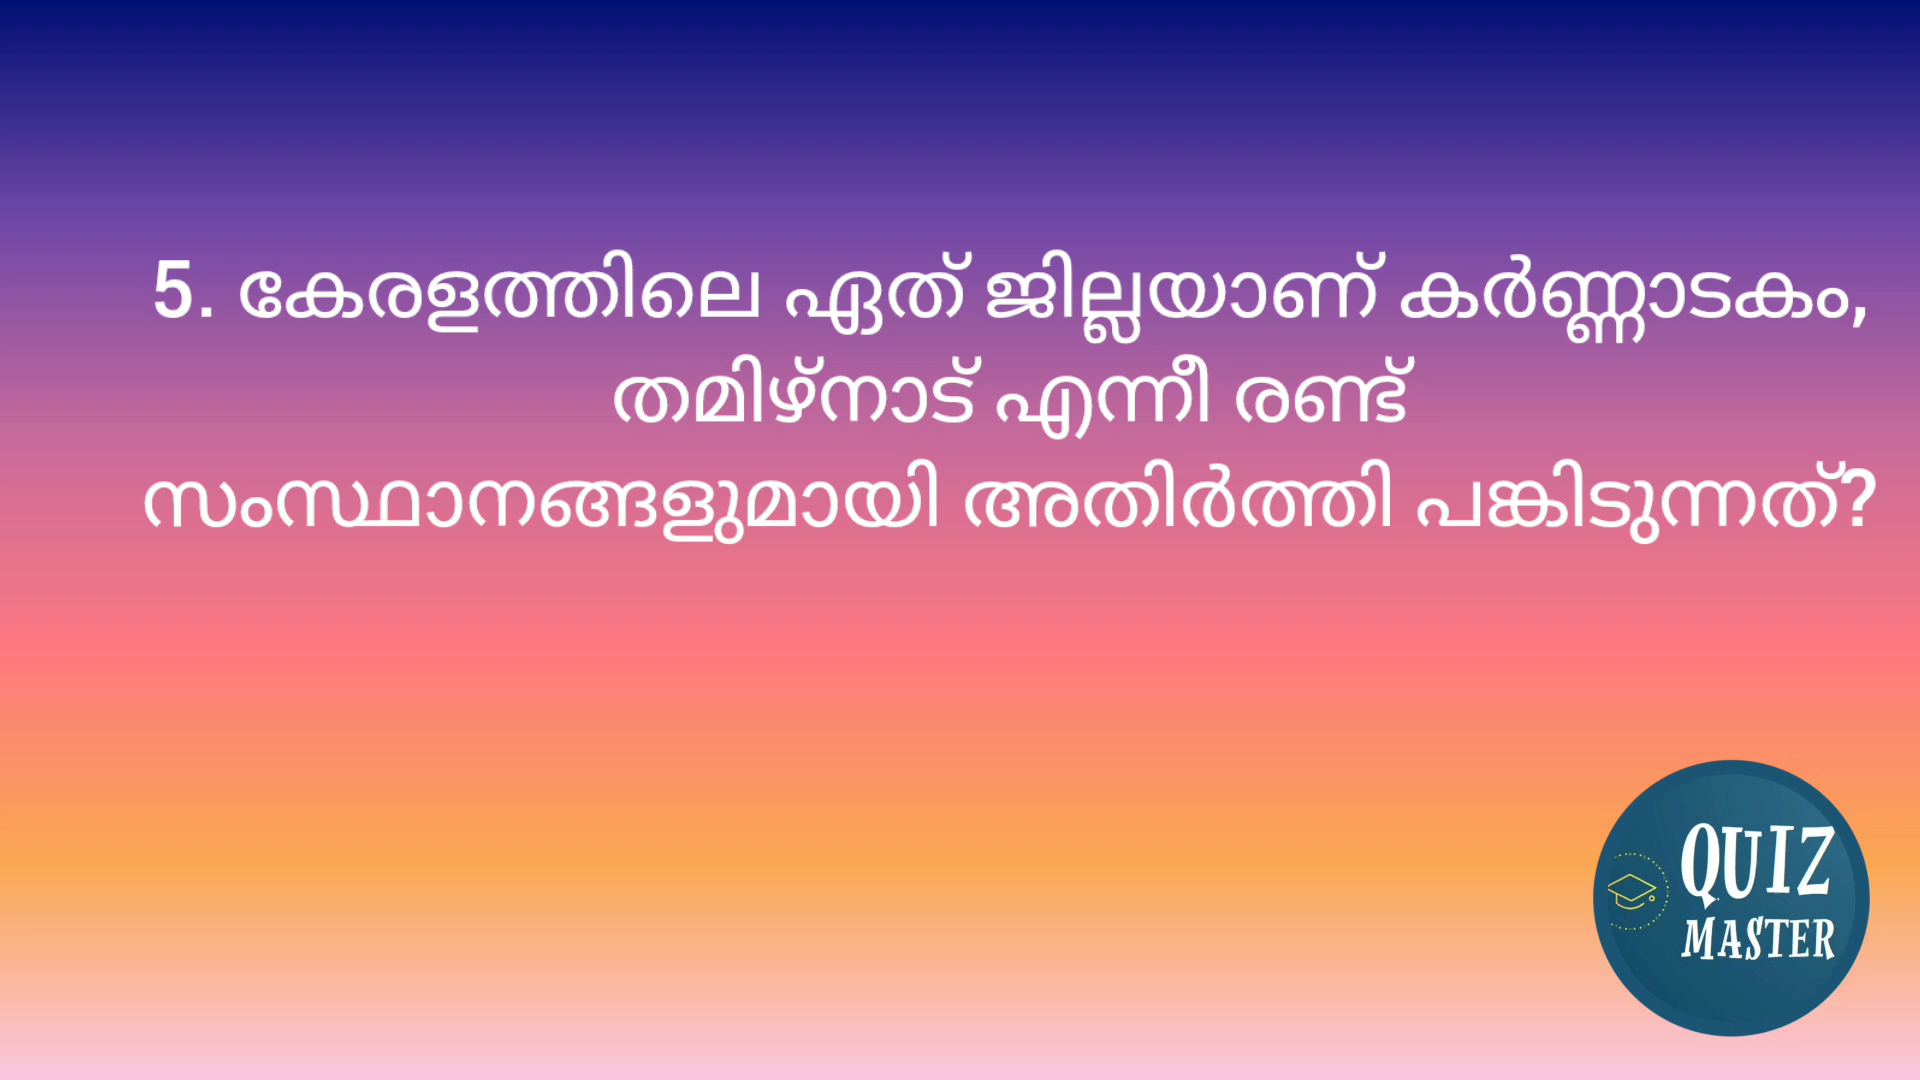 5. കേരളത്തിലെ ഏത് ജില്ലയാണ് കർണ്ണാടകം,
തമിഴ്നാട് എന്നീ രണ്ട്
സംസ്ഥാനങ്ങളുമായി അതിർത്തി പങ്കിടുന്നത്?
QUIZ
MASTER